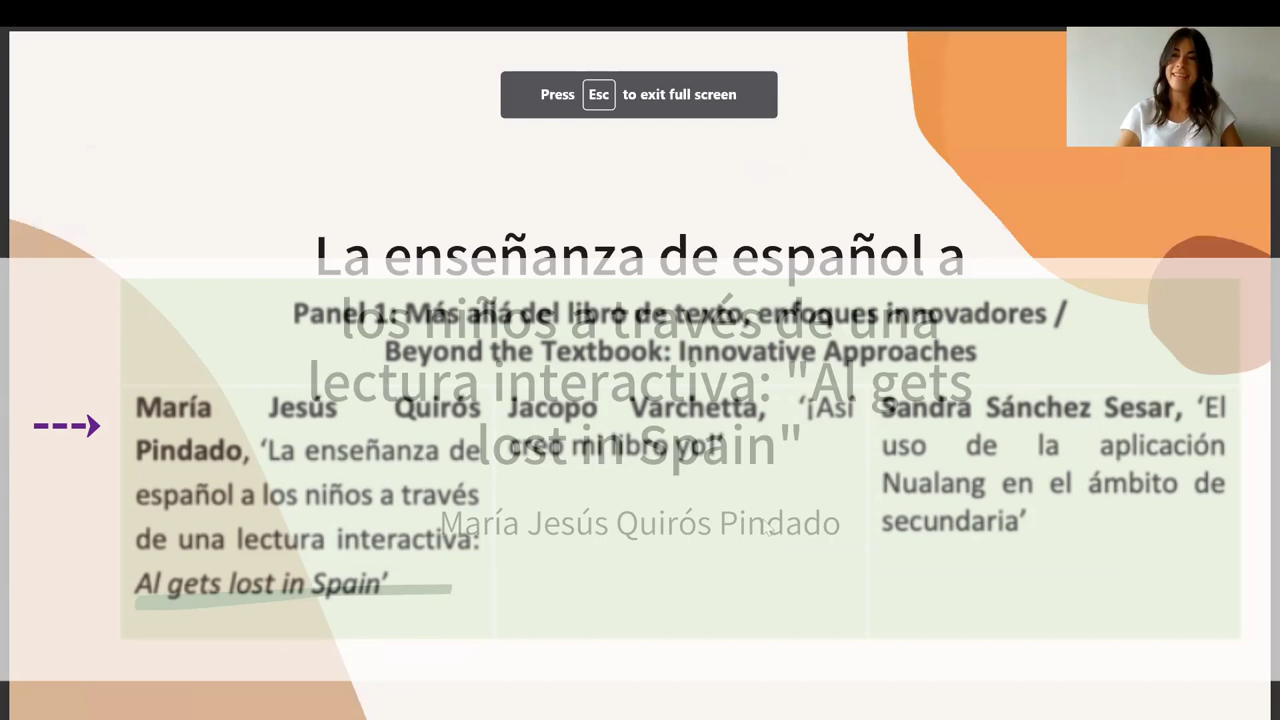 Press Esc to exit full screen
La enseñanza de español a
los niños a través de una
lectura interactiva: "Al gets
lost in Spain"
María Jesús Quirós Pindado
Panel 1: Más allá del libro de texto, enfoques innovadores /
Beyond the Textbook: Innovative Approaches
María Jesús Quirós
Pindado, ‘La enseñanza de
español a los niños a través
de una lectura interactiva:
Al gets lost in Spain’
Jacopo Varchetta, ‘¡Así
creo mi libro yo!’
Sandra Sánchez Sesar, ‘El
uso de la aplicación
Nualang en el ámbito de
secundaria’